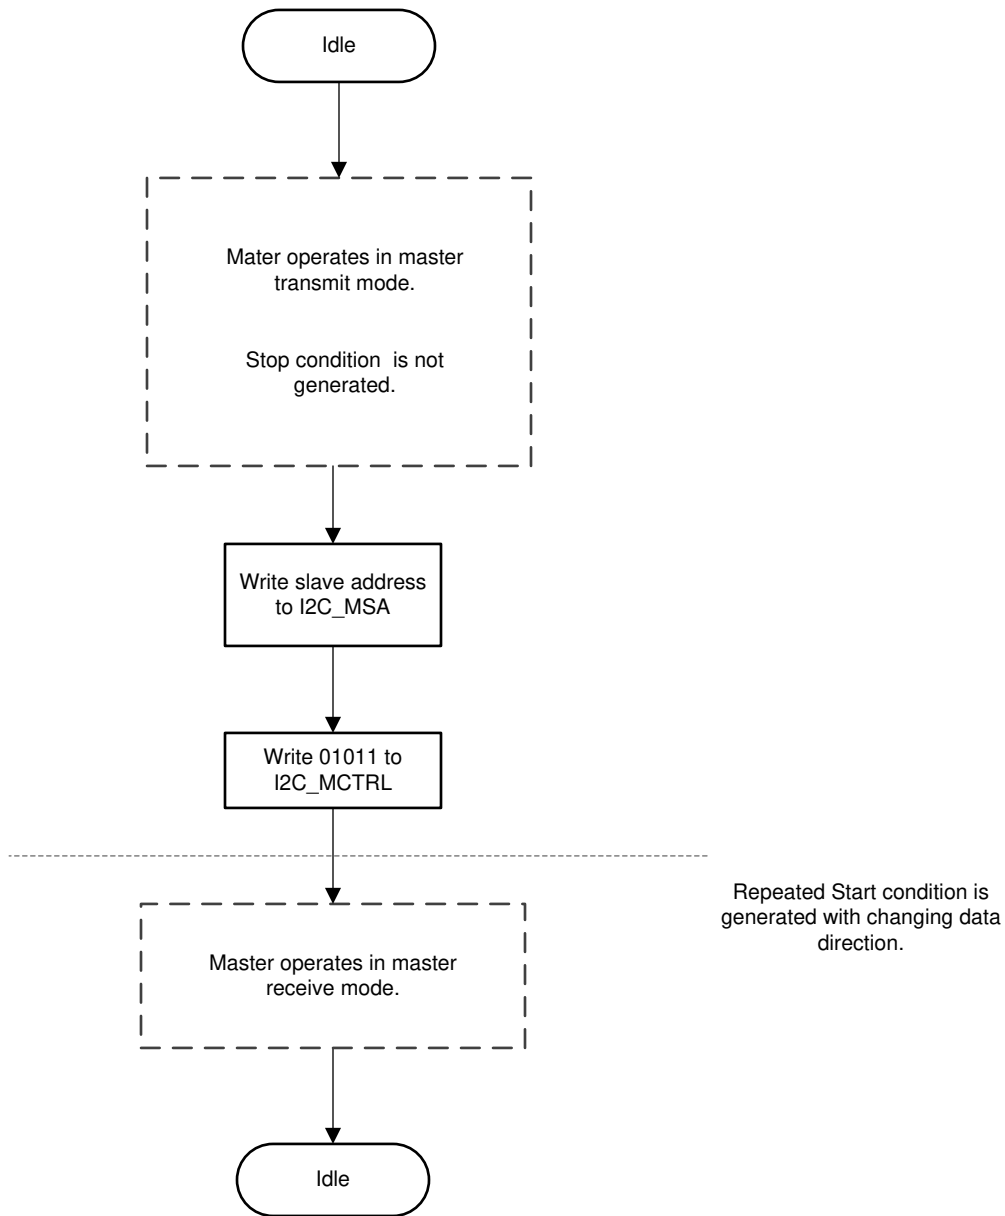 Idle
Mater operates in master
transmit mode.
Stop condition  is not
generated.
Write slave address
to I2C_MSA
Write 01011 to
I2C_MCTRL
Repeated Start condition is
generated with changing data
direction.
Master operates in master
receive mode.
Idle